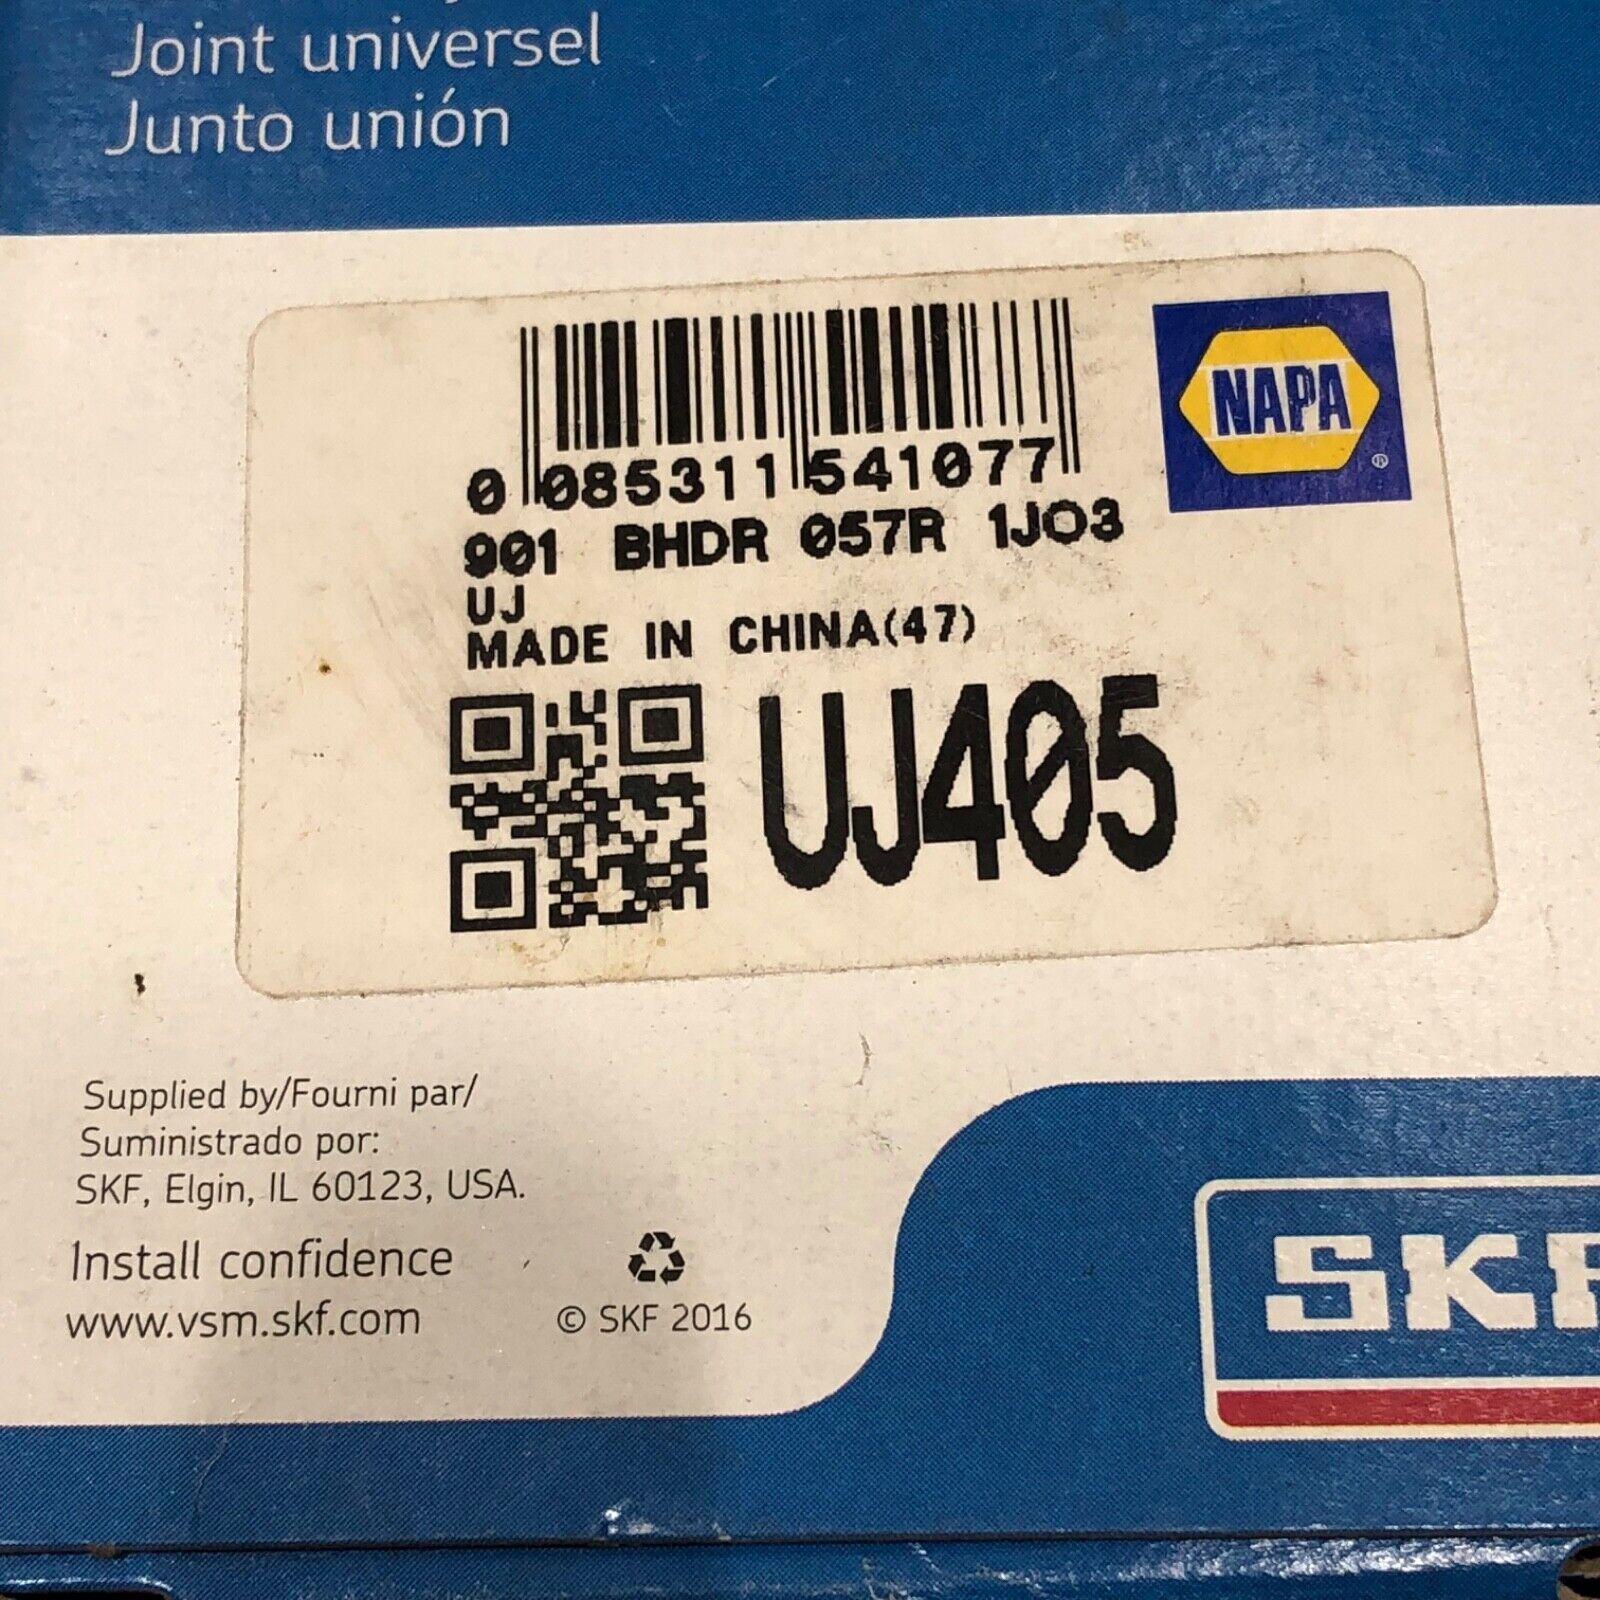 Joint universel
Junto unión
NAPA
®
0 085311 541077
901 BHDR 057R 1JO3
UJ
MADE IN CHINA(47)
UJ405
Supplied by/Fourni par/
Suministrado por:
SKF, Elgin, IL 60123, USA.
Install confidence
www.vsm.skf.com
© SKF 2016
SKF